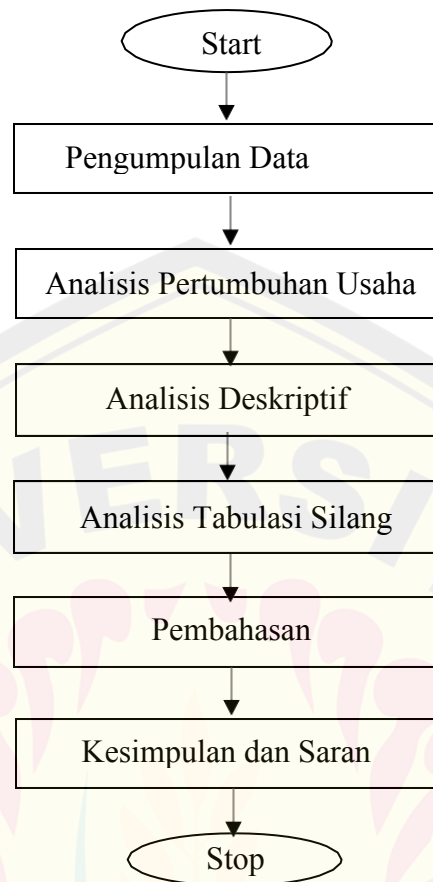 Start
Pengumpulan Data
Analisis Pertumbuhan Usaha
Analisis Deskriptif
Analisis Tabulasi Silang
Pembahasan
Kesimpulan dan Saran
Stop